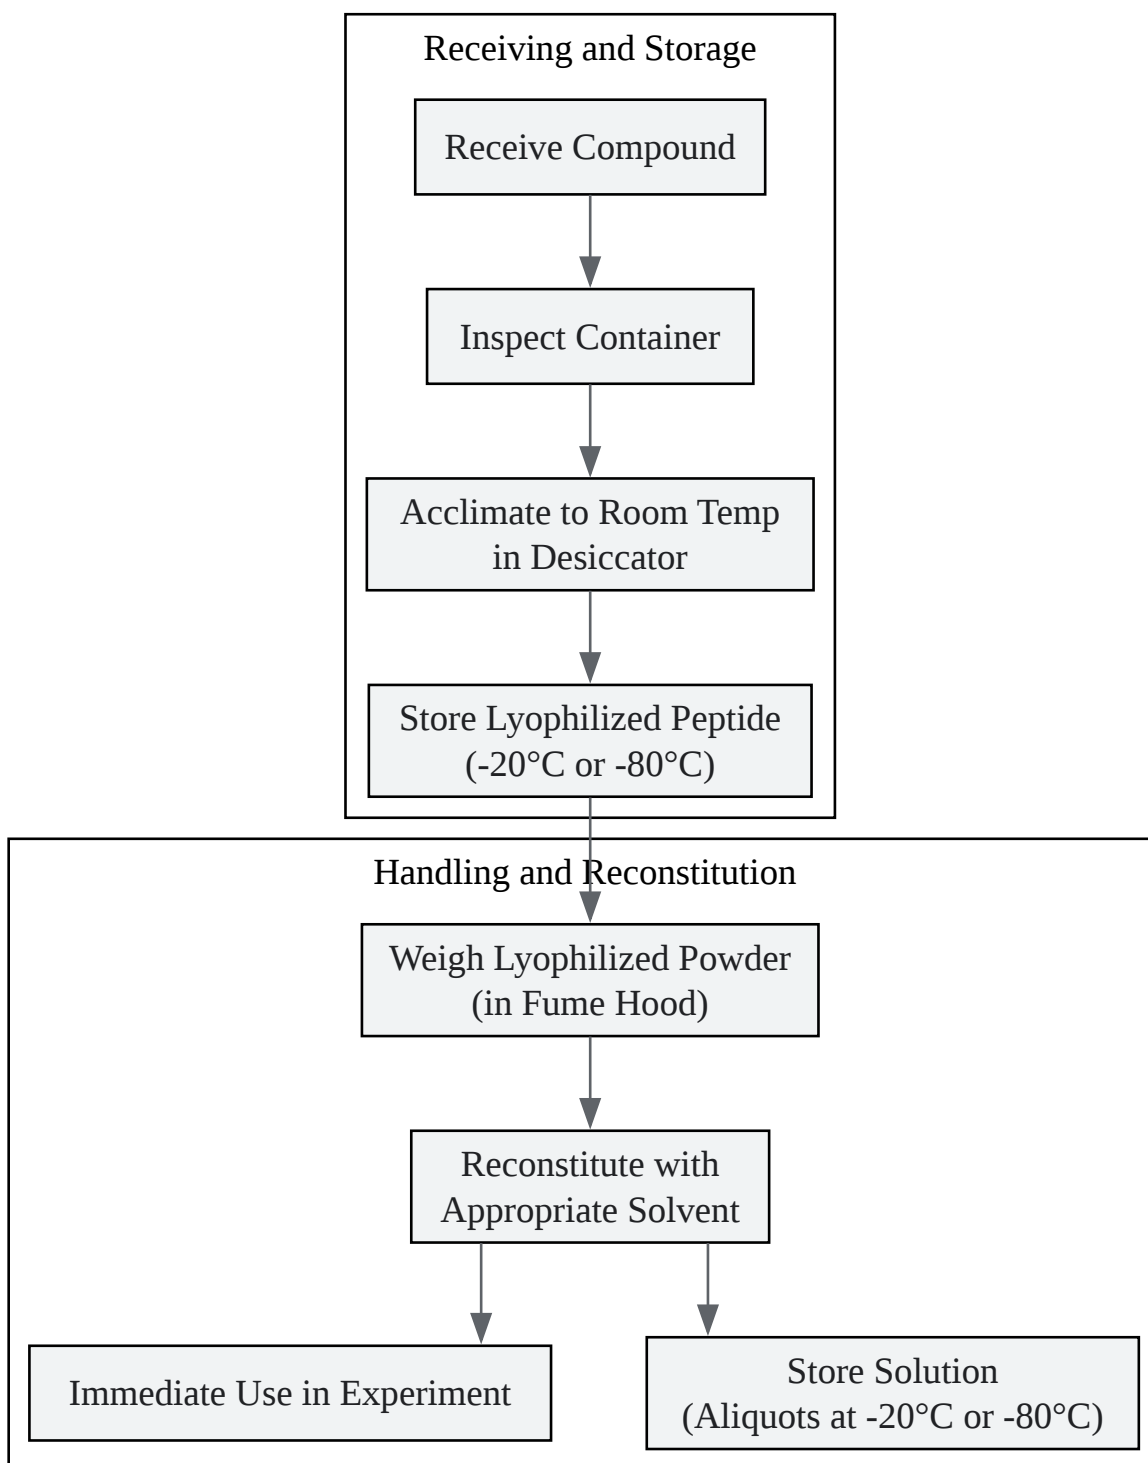 Receiving and Storage
Receive Compound
Inspect Container
Acclimate to Room Temp
in Desiccator
Store Lyophilized Peptide
(-20°C or -80°C)
Handling and Reconstitution
Weigh Lyophilized Powder
(in Fume Hood)
Reconstitute with
Appropriate Solvent
Immediate Use in Experiment
Store Solution
(Aliquots at -20°C or -80°C)